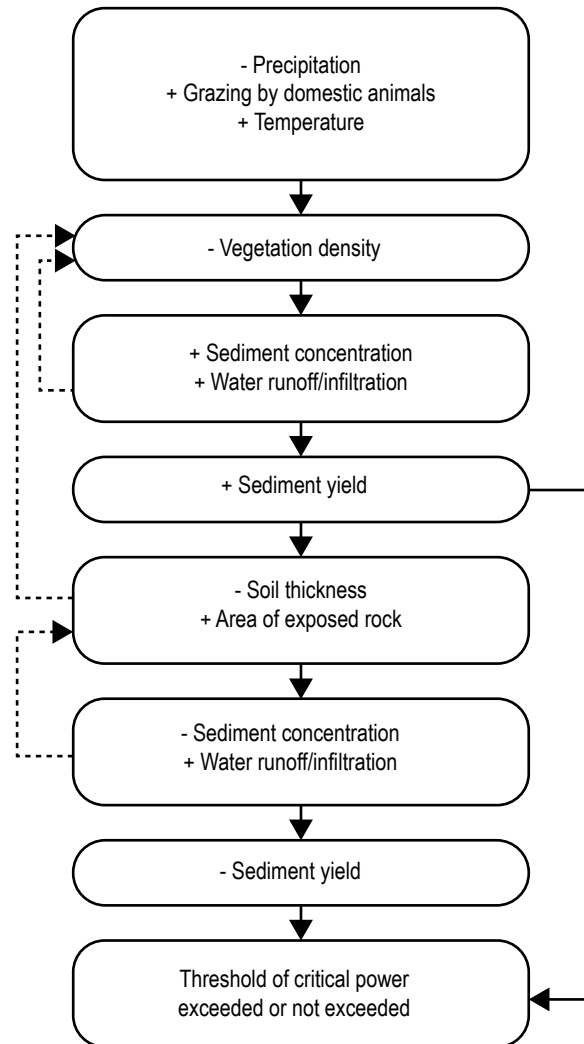 - Precipitation
+ Grazing by domestic animals
+ Temperature
- Vegetation density
+ Sediment concentration
+ Water runoff/infiltration
+ Sediment yield
- Soil thickness
+ Area of exposed rock
- Sediment concentration
+ Water runoff/infiltration
- Sediment yield
Threshold of critical power
exceeded or not exceeded